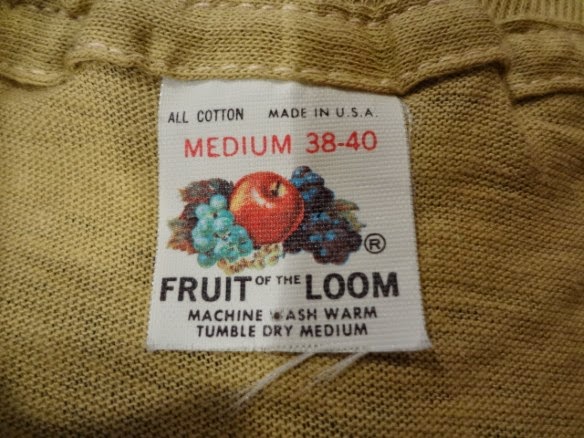 ALL COTTON MADE IN U.S.A.
MEDIUM 38-40
®
FRUIT OF THE LOOM
MACHINE WASH WARM
TUMBLE DRY MEDIUM